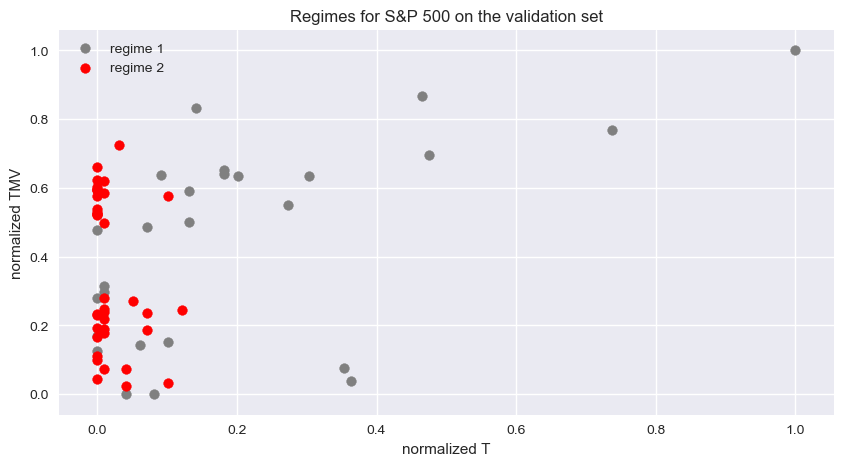 Regimes for S&P 500 on the validation set
regime 1
regime 2
normalized TMV
1.0
0.8
0.6
0.4
0.2
0.0
0.0 0.2 0.4 0.6 0.8 1.0
normalized T